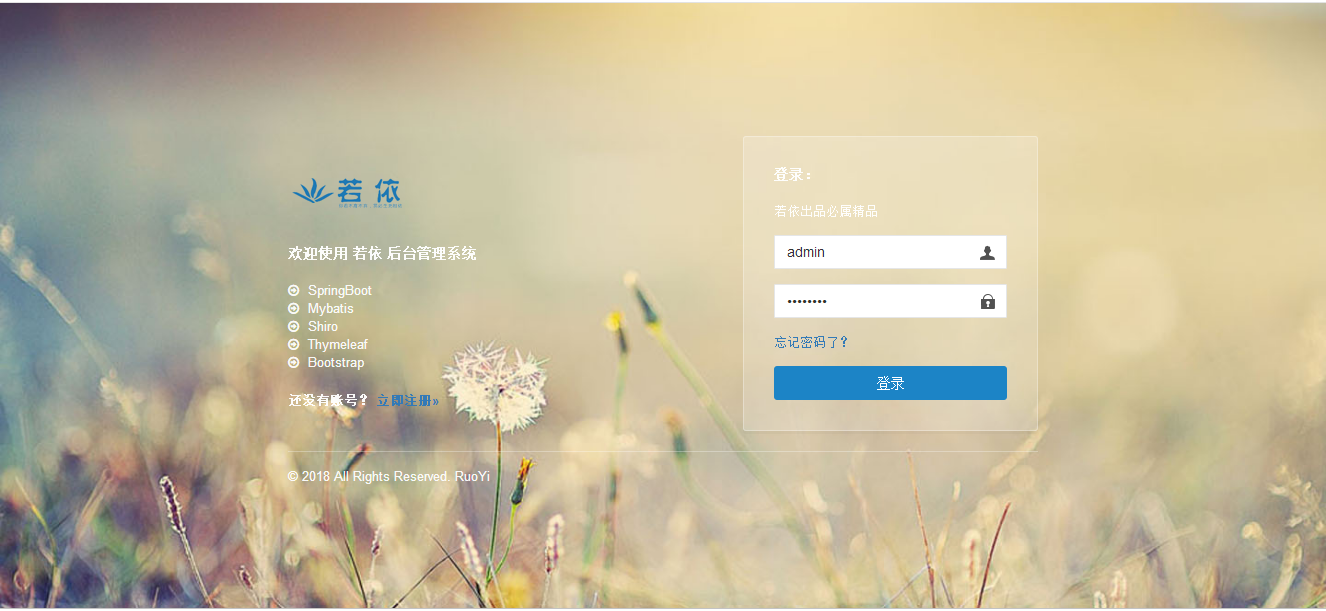 若依
欢迎使用 若依 后台管理系统
SpringBoot
Mybatis
Shiro
Thymeleaf
Bootstrap
还没有账号？ 立即注册»
© 2018 All Rights Reserved. RuoYi
登录：
若依出品必属精品
admin
••••••••
忘记密码了？
登录